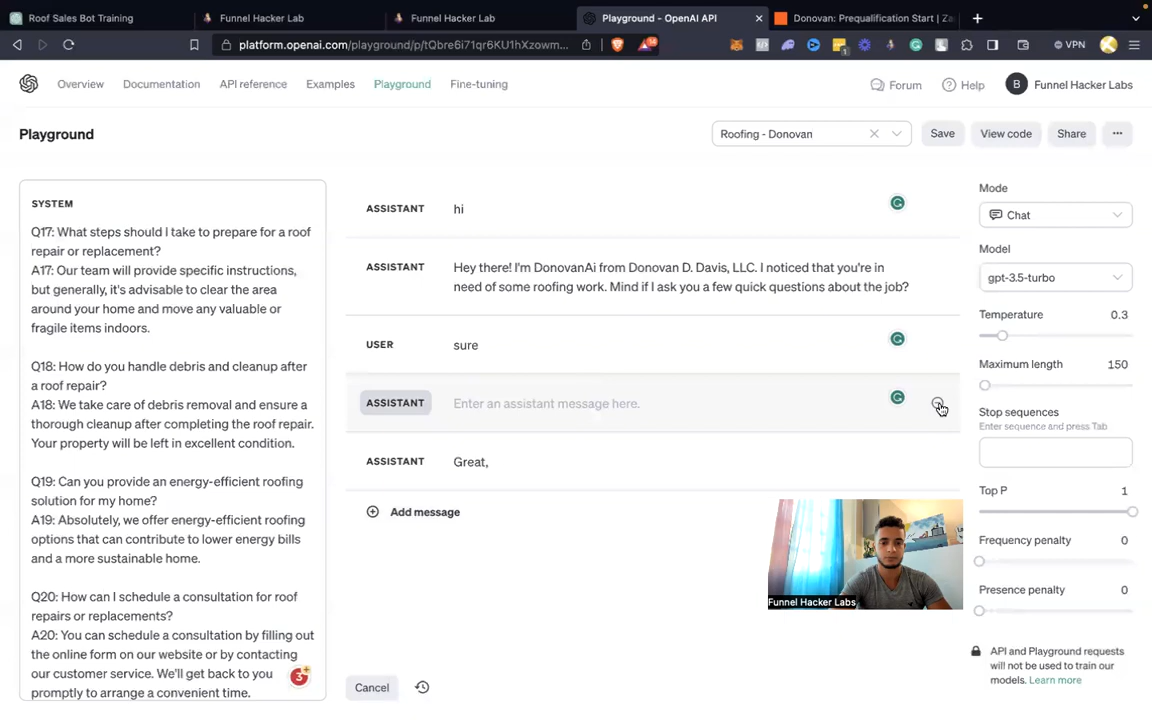 Roof Sales Bot Training
Funnel Hacker Lab
Funnel Hacker Lab
Playground - OpenAI API
Donovan: Prequalification Start | Za
platform.openai.com/playground/p/tQbre6i71qr6KU1hXzowm...
VPN
Overview
Documentation
API reference
Examples
Playground
Fine-tuning
Forum
Help
B
Funnel Hacker Labs
Playground
Roofing - Donovan
Save
View code
Share
...
SYSTEM
Q17: What steps should I take to prepare for a roof
repair or replacement?
A17: Our team will provide specific instructions,
but generally, it's advisable to clear the area
around your home and move any valuable or
fragile items indoors.
Q18: How do you handle debris and cleanup after
a roof repair?
A18: We take care of debris removal and ensure a
thorough cleanup after completing the roof repair.
Your property will be left in excellent condition.
Q19: Can you provide an energy-efficient roofing
solution for my home?
A19: Absolutely, we offer energy-efficient roofing
options that can contribute to lower energy bills
and a more sustainable home.
Q20: How can I schedule a consultation for roof
repairs or replacements?
A20: You can schedule a consultation by filling out
the online form on our website or by contacting
our customer service. We'll get back to you
promptly to arrange a convenient time.
3+
ASSISTANT
hi
ASSISTANT
Hey there! I'm DonovanAi from Donovan D. Davis, LLC. I noticed that you're in
need of some roofing work. Mind if I ask you a few quick questions about the job?
USER
sure
ASSISTANT
Enter an assistant message here.
ASSISTANT
Great,
Add message
Funnel Hacker Labs
Cancel
Mode
Chat
Model
gpt-3.5-turbo
Temperature
0.3
Maximum length
150
Stop sequences
Enter sequence and press Tab
Top P
1
Frequency penalty
0
Presence penalty
0
API and Playground requests
will not be used to train our
models. Learn more